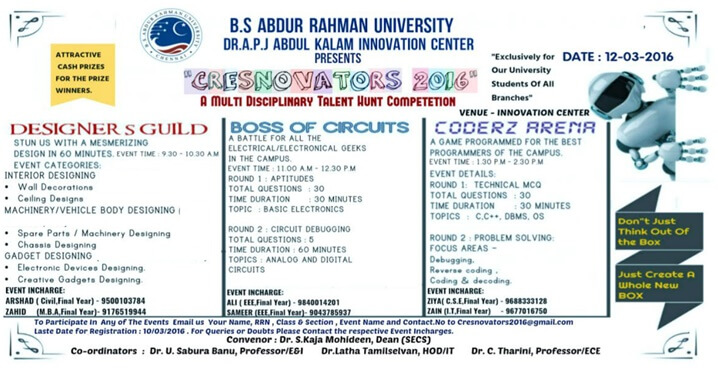 B.S ABDUR RAHMAN UNIVERSITY
DR.A.P.J ABDUL KALAM INNOVATION CENTER
PRESENTS
"CRESNOVATORS 2016"
A MULTI DISCIPLINARY TALENT HUNT COMPETETION
ATTRACTIVE
CASH PRIZES
FOR THE PRIZE
WINNERS.
"Exclusively for
Our University
Students Of All
Branches"
DATE : 12-03-2016
VENUE - INNOVATION CENTER
DESIGNER S GUILD
STUN US WITH A MESMERIZING
DESIGN IN 60 MINUTES. EVENT TIME : 9:30 - 10.30 AM
EVENT CATEGORIES:
INTERIOR DESIGNING
• Wall Decorations
• Ceiling Designs
MACHINERY/VEHICLE BODY DESIGNING (
• Spare Parts / Machinery Designing
• Chassis Designing
GADGET DESIGNING
• Electronic Devices Designing.
• Creative Gadgets Designing.
EVENT INCHARGE:
ARSHAD ( Civil,Final Year)- 9500103784
ZAHID (M.B.A,Final Year)- 9176519944
BOSS OF CIRCUITS
A BATTLE FOR ALL THE
ELECTRICAL/ELECTRONICAL GEEKS
IN THE CAMPUS.
EVENT TIME : 11:00 A.M - 12.30 P.M
ROUND 1 : APTITUDES
TOTAL QUESTIONS : 30
TIME DURATION : 30 MINUTES
TOPIC : BASIC ELECTRONICS
ROUND 2 : CIRCUIT DEBUGGING
TOTAL QUESTIONS : 5
TIME DURATION : 60 MINUTES
TOPICS : ANALOG AND DIGITAL
CIRCUITS
EVENT INCHARGE:
ALI ( EEE,Final Year) - 9840014201
SAMEER (EEE,Final Year)- 9043785937
CODERZ ARENA
A GAME PROGRAMMED FOR THE BEST
PROGRAMMERS OF THE CAMPUS.
EVENT TIME : 1.30 P.M - 2:30 P.M
EVENT DETAILS:
ROUND 1: TECHNICAL MCQ
TOTAL QUESTIONS : 30
TIME DURATION : 30 MINUTES
TOPICS : C,C++, DBMS, OS
ROUND 2 : PROBLEM SOLVING:
FOCUS AREAS –
Debugging,
Reverse coding ,
Coding & decoding.
EVENT INCHARGE:
ZIYA( C.S.E,Final Year) - 9688333128
ZAIN (I.T,Final Year) - 9677016750
Don"t Just
Think Out Of
the Box
Just Create A
Whole New
BOX
To Participate In Any of The Events Email us Your Name, RRN , Class & Section , Event Name and Contact.No to Cresnovators2016@gmail.com
Laste Date for Registration : 10/03/2016 . For Queries or Doubts Please Contact the respective Event Incharges.
Convenor : Dr. S.Kaja Mohideen, Dean (SECS)
Co-ordinators : Dr. U. Sabura Banu, Professor/E&I Dr.Latha Tamilselvan, HOD/IT Dr. C. Tharini, Professor/ECE